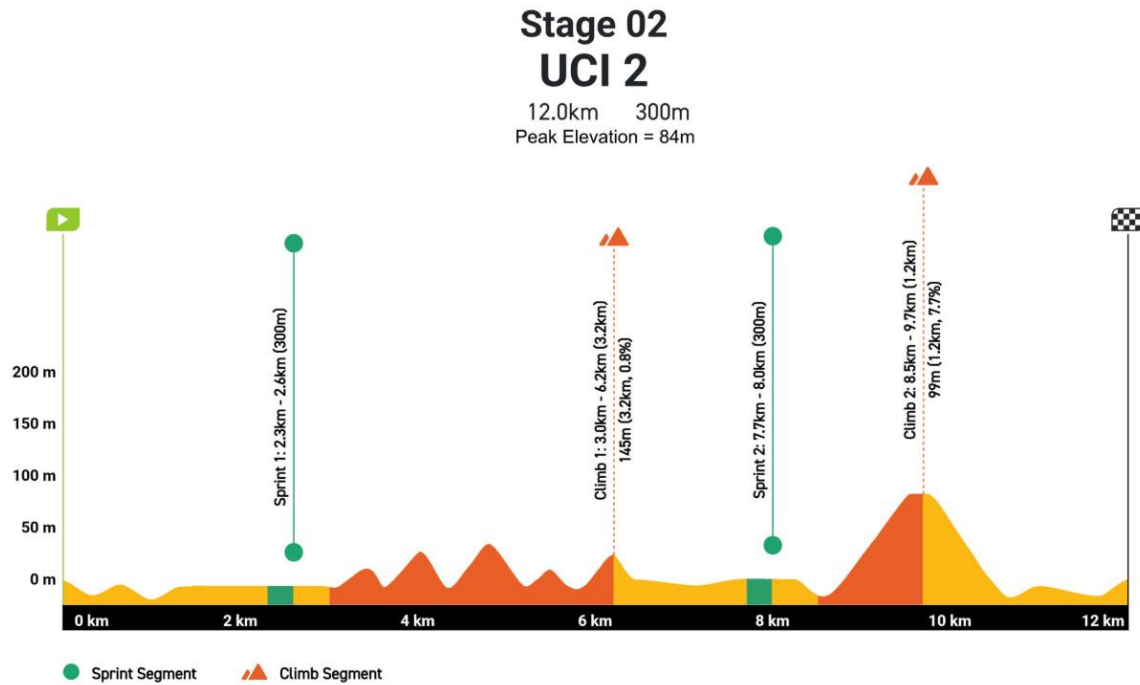 Stage 02
UCI 2
12.0km 300m
Peak Elevation = 84m
Sprint 1: 2.3km - 2.6km (300m)
Climb 1: 3.0km - 6.2km (3.2km)
145m (3.2km, 0.8%)
Sprint 2: 7.7km - 8.0km (300m)
Climb 2: 8.5km - 9.7km (1.2km)
99m (1.2km, 7.7%)
200 m
150 m
100 m
50 m
0 m
0 km 2 km 4 km 6 km 8 km 10 km 12 km
Sprint Segment Climb Segment